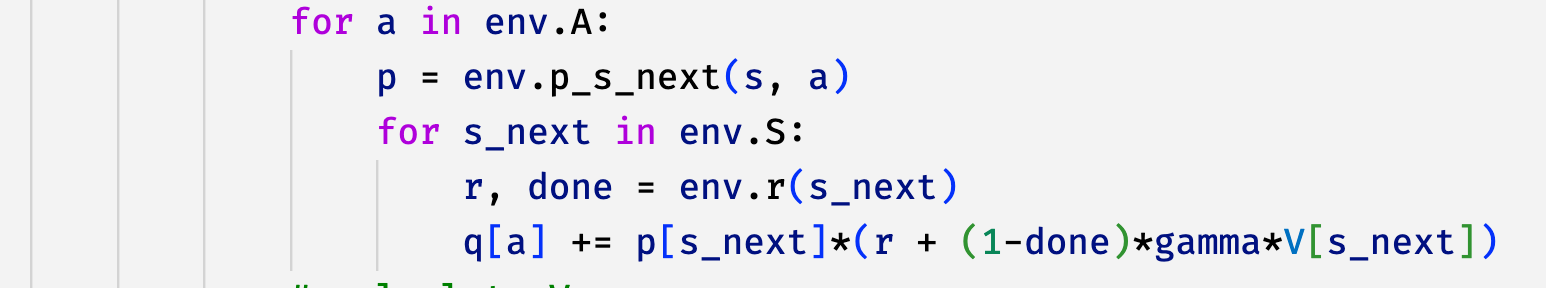 for a in env.A:
p = env.p_s_next(s, a)
for s_next in env.S:
r, done = env.r(s_next)
q[a] += p[s_next]*(r + (1-done)*gamma*V[s_next])